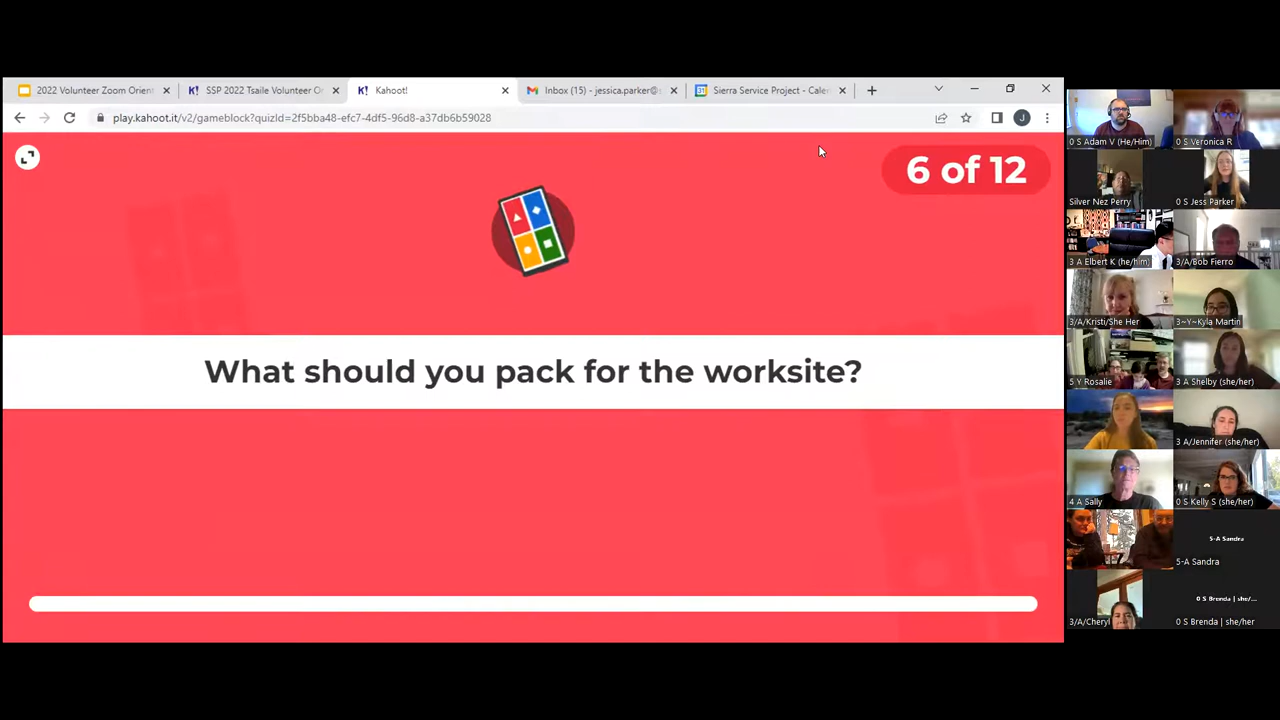 2022 Volunteer Zoom Orient
SSP 2022 Tsaile Volunteer O
Kahoot!
Inbox (15) - jessica.parker@s
Sierra Service Project - Cale
play.kahoot.it/v2/gameblock?quizId=2f5bba48-efc7-4df5-96d8-a37db6b59028
J
6 of 12
What should you pack for the worksite?
0 S Adam V (He/Him)
0 S Veronica R
Silver Nez Perry
0 S Jess Parker
3 A Elbert K (he/him)
3/A/Bob Fierro
3/A/Kristi/She Her
3~Y~Kyla Martin
5 Y Rosalie
3 A Shelby (she/her)
3 A/Jennifer (she/her)
4 A Sally
0 S Kelly S (she/her)
5-A Sandra
5-A Sandra
0 S Brenda | she/...
3/A/Cheryl
0 S Brenda | she/her